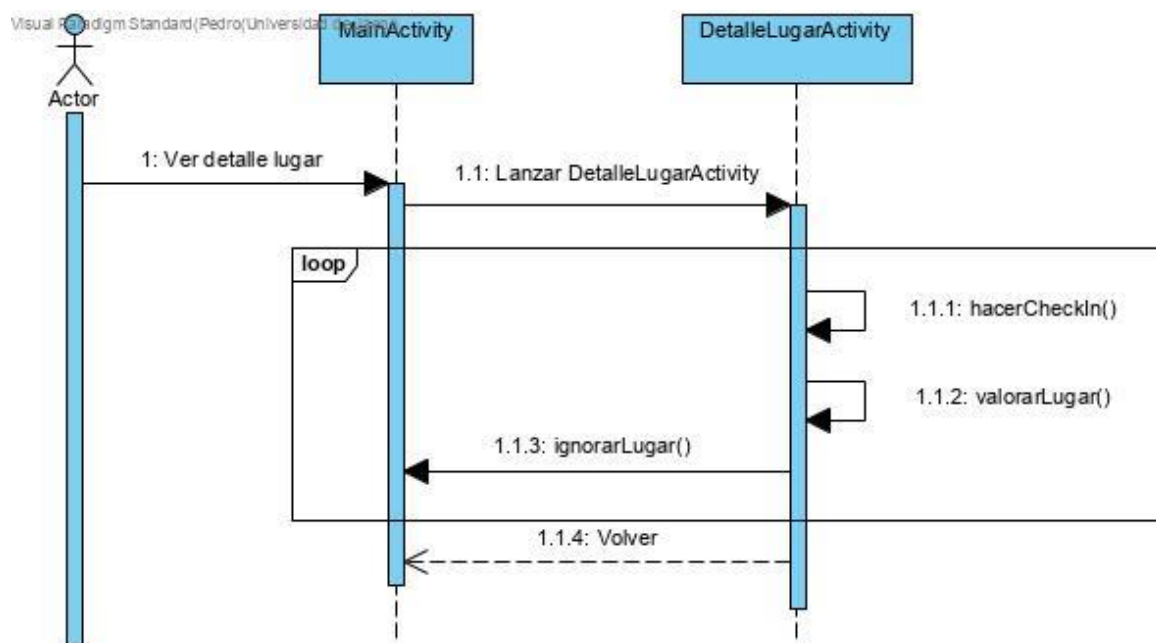 Visual Paradigm Standard(Pedro(Universidad
MainActivity
DetalleLugarActivity
Actor
1: Ver detalle lugar
1.1: Lanzar DetalleLugarActivity
loop
1.1.1: hacerCheckIn()
1.1.2: valorarLugar()
1.1.3: ignorarLugar()
1.1.4: Volver